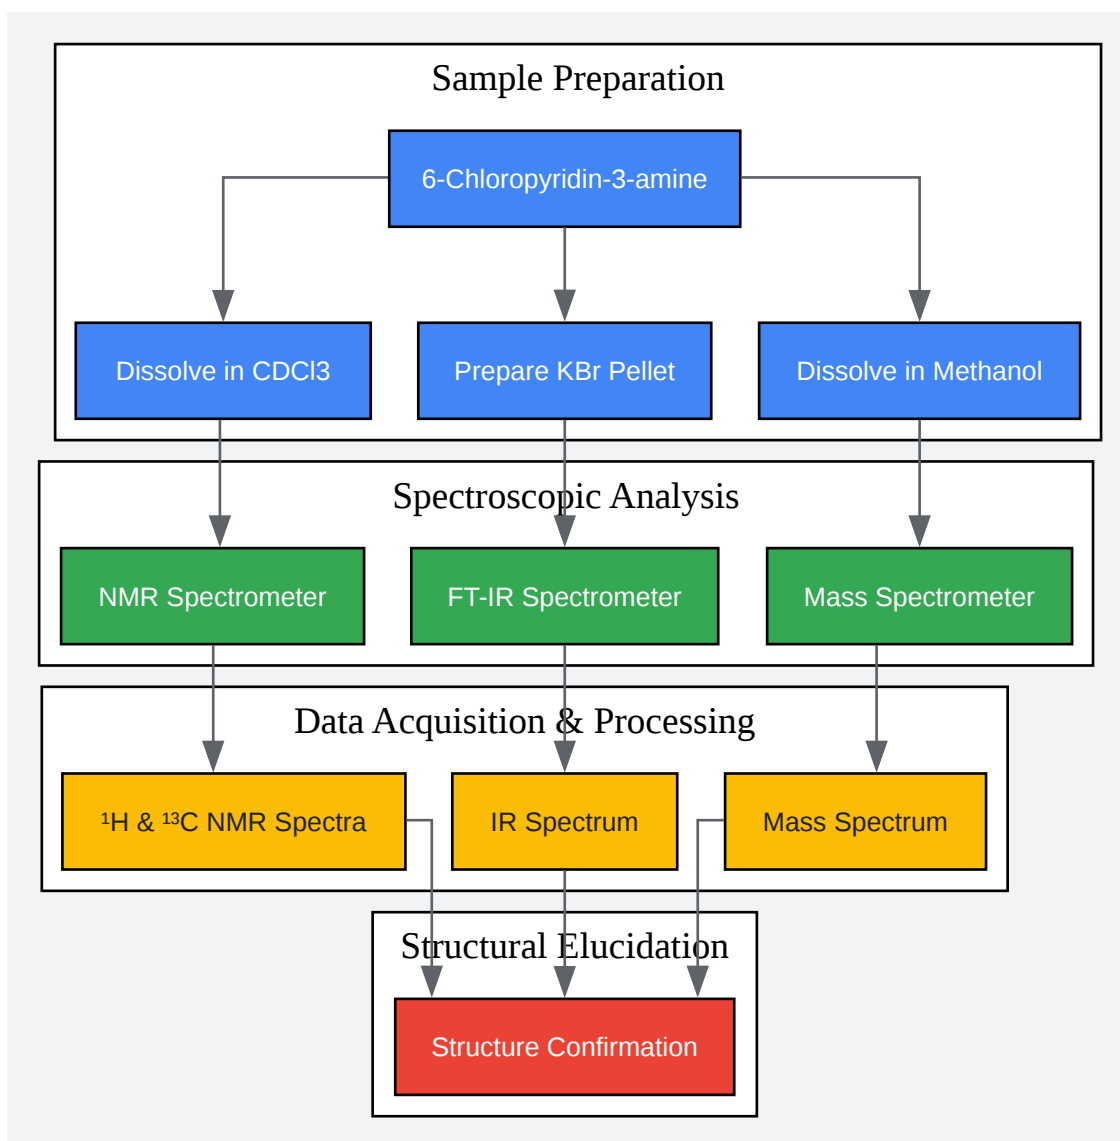 Sample Preparation
6-Chloropyridin-3-amine
Dissolve in CDCl3
Prepare KBr Pellet
Dissolve in Methanol
Spectroscopic Analysis
NMR Spectrometer
FT-IR Spectrometer
Mass Spectrometer
Data Acquisition & Processing
¹H & ¹³C NMR Spectra
IR Spectrum
Mass Spectrum
Structural Elucidation
Structure Confirmation